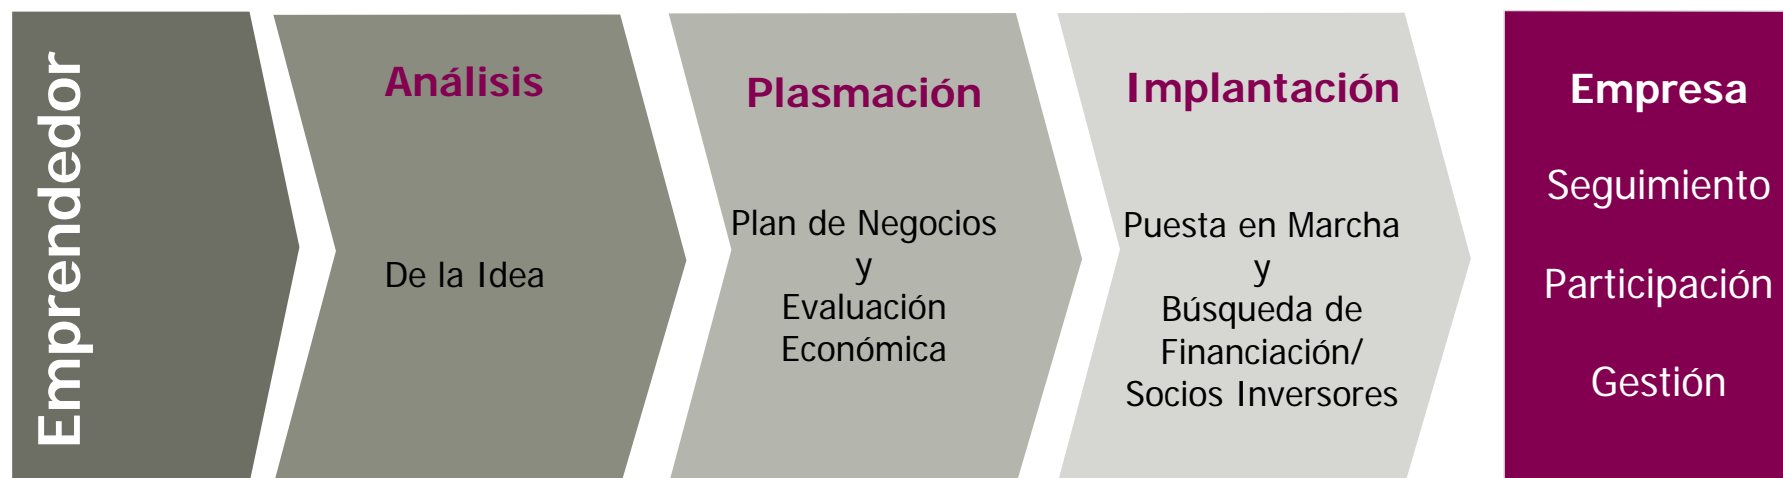 Emprendedor
Análisis
De la Idea
Plasmación
Plan de Negocios
y
Evaluación
Económica
Implantación
Puesta en Marcha
y
Búsqueda de
Financiación/
Socios Inversores
Empresa
Seguimiento
Participación
Gestión